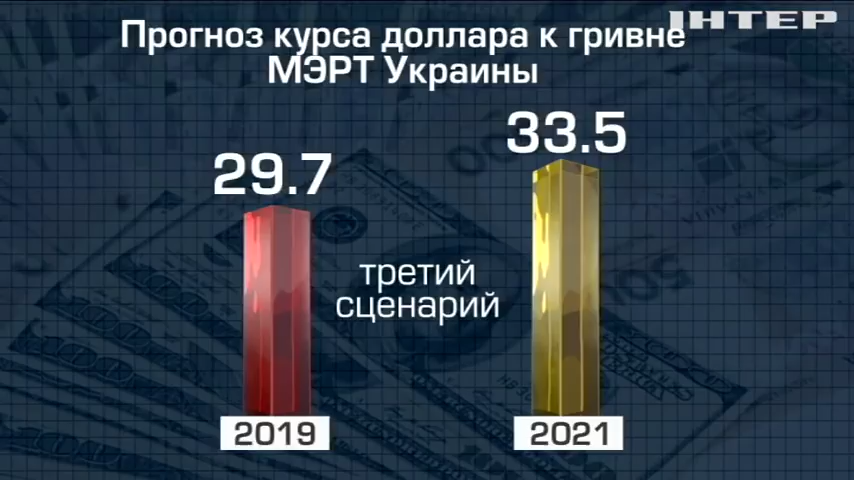 ІНТЕР
Прогноз курса доллара к гривне
МЭРТ Украины
33.5
29.7
третий
сценарий
2019
2021